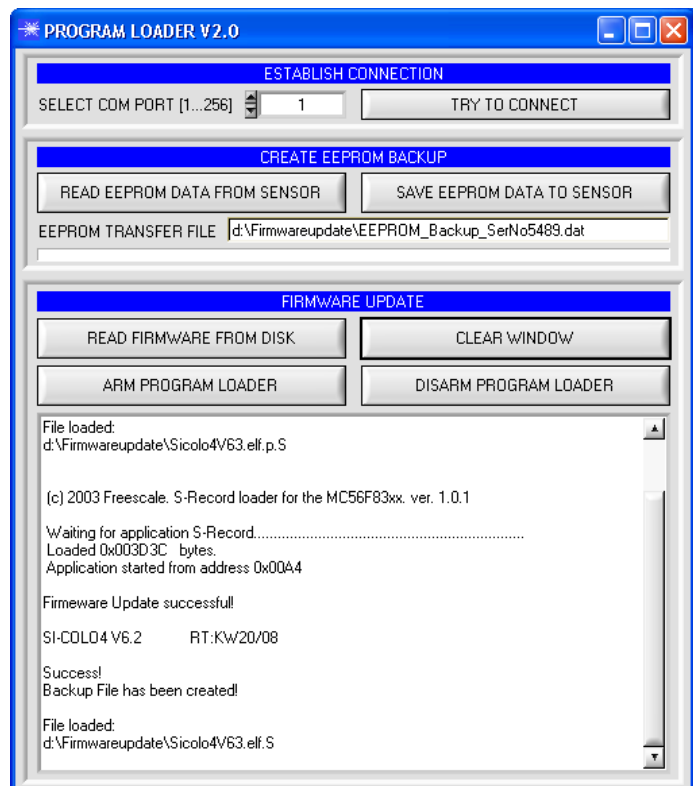 PROGRAM LOADER V2.0
ESTABLISH CONNECTION
SELECT COM PORT [1...256] 1 TRY TO CONNECT
CREATE EEPROM BACKUP
READ EEPROM DATA FROM SENSOR SAVE EEPROM DATA TO SENSOR
EEPROM TRANSFER FILE d:\Firmwareupdate\EEPROM_Backup_SerNo5489.dat
FIRMWARE UPDATE
READ FIRMWARE FROM DISK CLEAR WINDOW
ARM PROGRAM LOADER DISARM PROGRAM LOADER
File loaded:
d:\Firmwareupdate\Sicolo4V63.elf.p.S
(c) 2003 Freescale. S-Record loader for the MC56F83xx. ver. 1.0.1
Waiting for application S-Record..................................................................
Loaded 0x003D3C bytes.
Application started from address 0x00A4
Firmeware Update successful!
SI-COLO4 V6.2 RT:KW20/08
Success!
Backup File has been created!
File loaded:
d:\Firmwareupdate\Sicolo4V63.elf.S